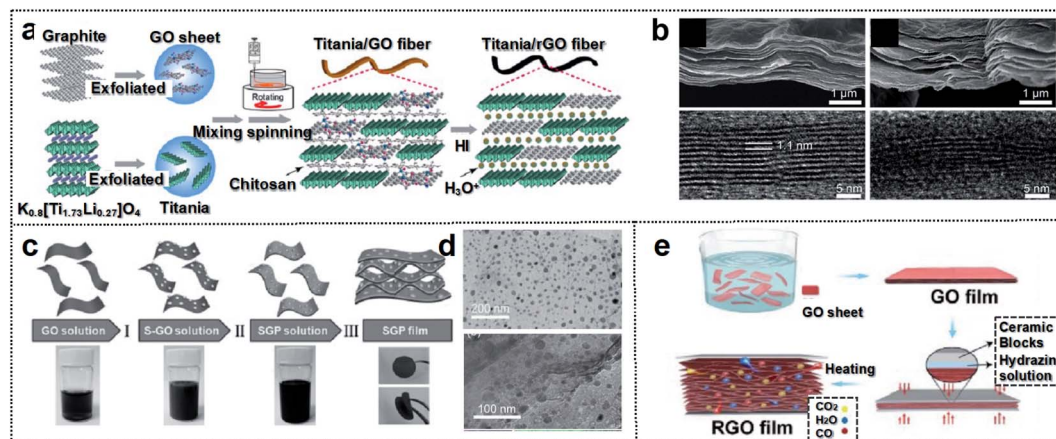 a
Graphite
GO sheet
Exfoliated
Rotating
Mixing spinning
Titania/GO fiber
Titania/rGO fiber
HI
Exfoliated
Chitosan
H₃O⁺
K₀.₈[Ti₁.₇₃Li₀.₂₇]O₄
Titania
b
1 μm
1 μm
1.1 nm
5 nm
5 nm
c
GO solution
I
S-GO solution
II
SGP solution
III
SGP film
d
200 nm
100 nm
e
GO sheet
GO film
Ceramic
Blocks
Hydrazin
solution
Heating
CO₂
H₂O
CO
RGO film